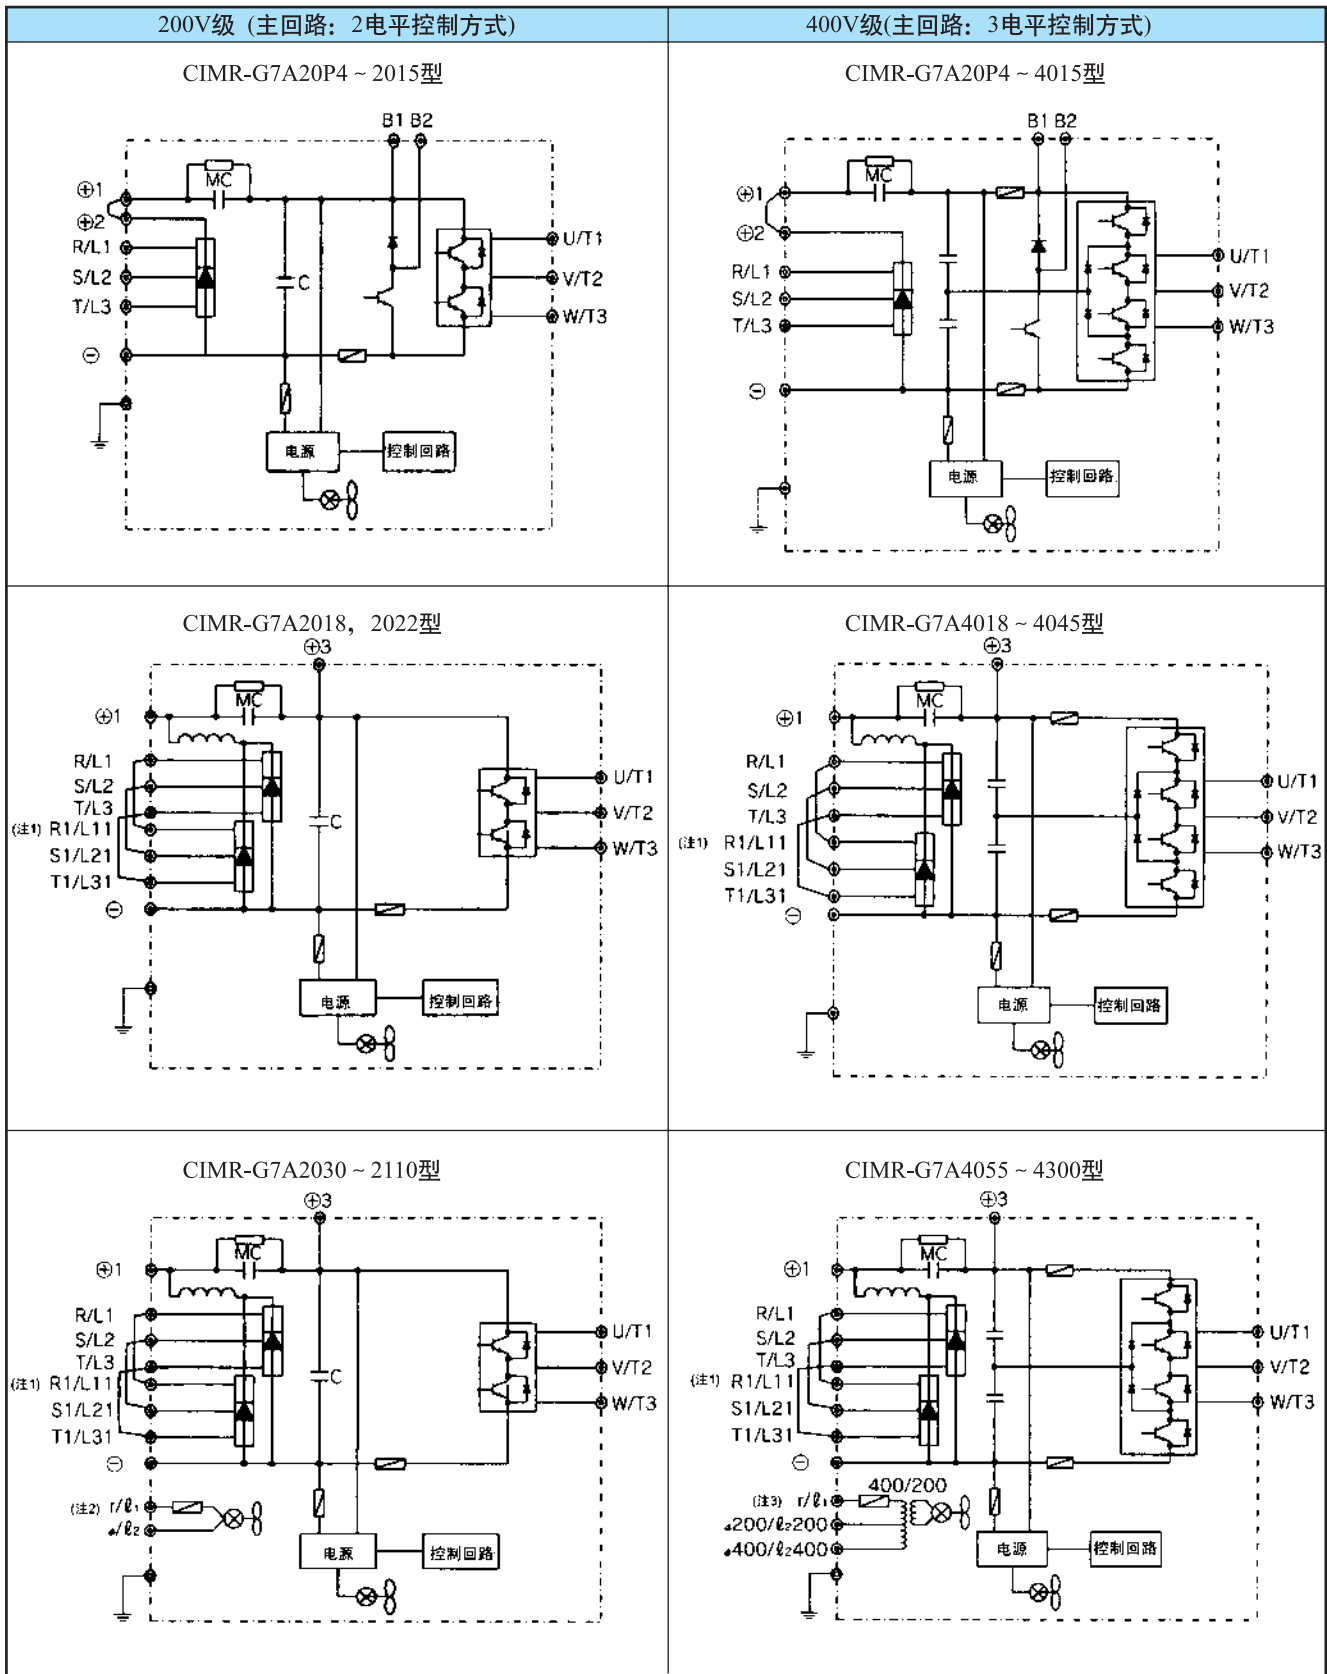 200V级 (主回路：2电平控制方式)
400V级(主回路：3电平控制方式)
CIMR-G7A20P4 ~ 2015型
B1 B2
MC
⊕1
⊕2
R/L1
S/L2
T/L3
⊖
C
U/T1
V/T2
W/T3
电源
控制回路
CIMR-G7A20P4 ~ 4015型
B1 B2
MC
⊕1
⊕2
R/L1
S/L2
T/L3
⊖
U/T1
V/T2
W/T3
电源
控制回路
CIMR-G7A2018，2022型
⊕3
MC
⊕1
R/L1
S/L2
T/L3
(注1) R1/L11
S1/L21
T1/L31
⊖
C
U/T1
V/T2
W/T3
电源
控制回路
CIMR-G7A4018 ~ 4045型
⊕3
MC
⊕1
R/L1
S/L2
T/L3
(注1) R1/L11
S1/L21
T1/L31
⊖
U/T1
V/T2
W/T3
电源
控制回路
CIMR-G7A2030 ~ 2110型
⊕3
MC
⊕1
R/L1
S/L2
T/L3
(注1) R1/L11
S1/L21
T1/L31
⊖
C
U/T1
V/T2
W/T3
(注2) r/ℓ1
s/ℓ2
电源
控制回路
CIMR-G7A4055 ~ 4300型
⊕3
MC
⊕1
R/L1
S/L2
T/L3
(注1) R1/L11
S1/L21
T1/L31
⊖
U/T1
V/T2
W/T3
400/200
(注3) r/ℓ1
s200/ℓ2200
s400/ℓ2400
电源
控制回路